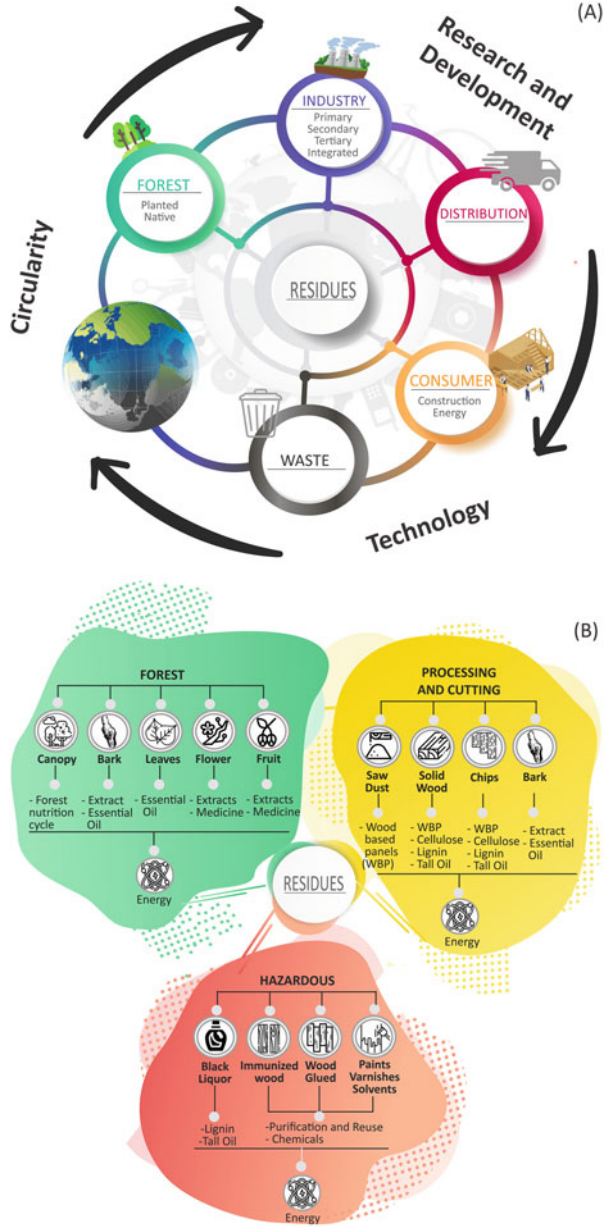 (A)
Research and
Development
INDUSTRY
Primary
Secondary
Tertiary
Integrated
FOREST
Planted
Native
DISTRIBUTION
Circularity
RESIDUES
CONSUMER
Construction
Energy
WASTE
Technology
(B)
FOREST
Canopy Bark Leaves Flower Fruit
- Forest nutrition cycle
- Extract
- Essential Oil
- Essential Oil
- Extracts
- Medicine
- Extracts
- Medicine
Energy
PROCESSING
AND CUTTING
Saw Dust
Solid Wood
Chips
Bark
- Wood based panels (WBP)
- WBP
- Cellulose
- Lignin
- Tall Oil
- WBP
- Cellulose
- Lignin
- Tall Oil
- Extract
- Essential Oil
Energy
RESIDUES
HAZARDOUS
Black Liquor
Immunized wood
Wood Glued
Paints Varnishes Solvents
-Lignin
-Tall Oil
-Purification and Reuse
- Chemicals
Energy